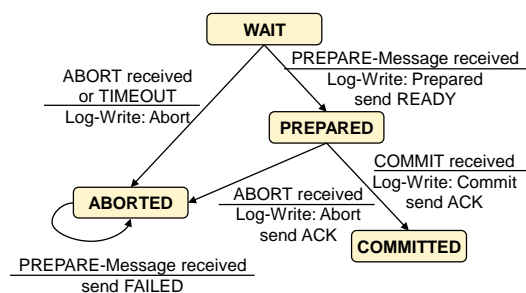 WAIT
ABORT received
or TIMEOUT
Log-Write: Abort
PREPARE-Message received
Log-Write: Prepared
send READY
PREPARED
COMMIT received
Log-Write: Commit
send ACK
ABORT received
Log-Write: Abort
send ACK
ABORTED
COMMITTED
PREPARE-Message received
send FAILED